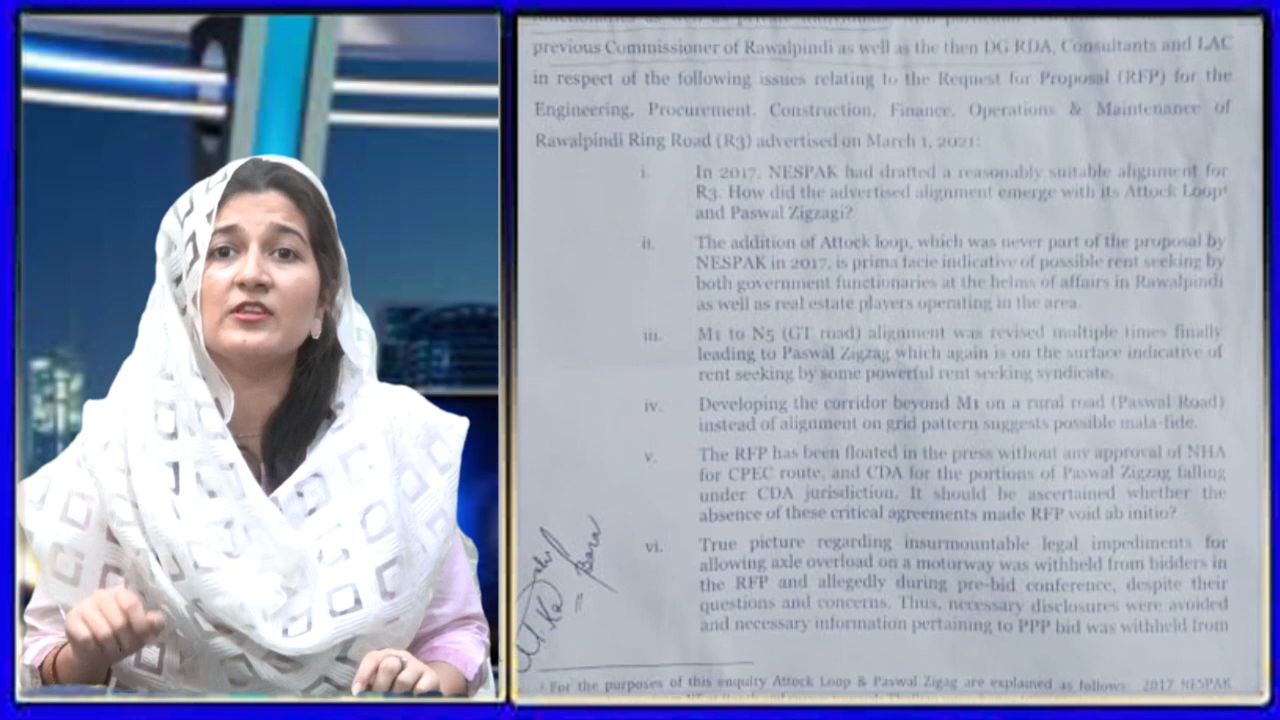 previous Commissioner of Rawalpindi as well as the then DG RDA, Consultants and LAC
in respect of the following issues relating to the Request for Proposal (RFP) for the
Engineering, Procurement, Construction, Finance, Operations & Maintenance of
Rawalpindi Ring Road (R3) advertised on March 1, 2021:
i. In 2017, NESPAK had drafted a reasonably suitable alignment for
R3. How did the advertised alignment emerge with its Attock Loop¹
and Paswal Zigzagi?
ii. The addition of Attock loop, which was never part of the proposal by
NESPAK in 2017, is prima facie indicative of possible rent seeking by
both government functionaries at the helms of affairs in Rawalpindi
as well as real estate players operating in the area.
iii. M1 to N5 (GT road) alignment was revised multiple times finally
leading to Paswal Zigzag which again is on the surface indicative of
rent seeking by some powerful rent seeking syndicate.
iv. Developing the corridor beyond M1 on a rural road (Paswal Road)
instead of alignment on grid pattern suggests possible mala-fide.
v. The RFP has been floated in the press without any approval of NHA
for CPEC route, and CDA for the portions of Paswal Zigzag falling
under CDA jurisdiction. It should be ascertained whether the
absence of these critical agreements made RFP void ab initio?
vi. True picture regarding insurmountable legal impediments for
allowing axle overload on a motorway was withheld from bidders in
the RFP and allegedly during pre-bid conference, despite their
questions and concerns. Thus, necessary disclosures were avoided
and necessary information pertaining to PPP bid was withheld from
¹ For the purposes of this enquiry Attock Loop & Paswal Zigag are explained as follows 2017 NESPAK